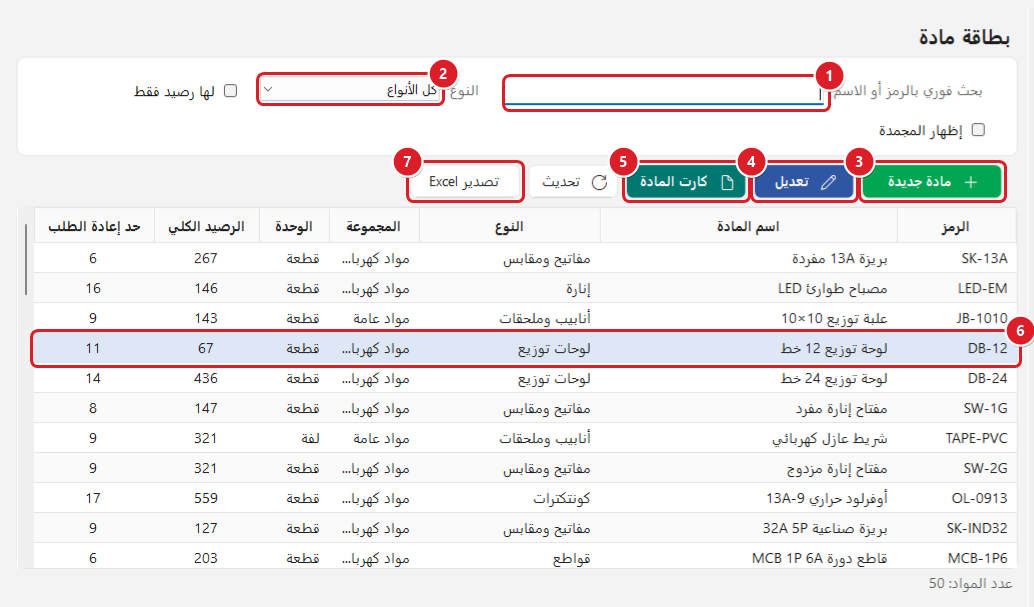 بطاقة مادة
بحث فوري بالرمز أو الاسم 1 النوع كل الأنواع 2 لها رصيد فقط
إظهار المجمدة
3 مادة جديدة 4 تعديل 5 كارت المادة تحديث 7 تصدير Excel
الرمز اسم المادة النوع المجموعة الوحدة الرصيد الكلي حد إعادة الطلب
SK-13A بريزة 13A مفردة مفاتيح ومقابس مواد كهربا... قطعة 267 6
LED-EM مصباح طوارئ LED إنارة مواد كهربا... قطعة 146 16
JB-1010 علبة توزيع 10×10 أنابيب وملحقات مواد عامة قطعة 143 9
6 DB-12 لوحة توزيع 12 خط لوحات توزيع مواد كهربا... قطعة 67 11
DB-24 لوحة توزيع 24 خط لوحات توزيع مواد كهربا... قطعة 436 14
SW-1G مفتاح إنارة مفرد مفاتيح ومقابس مواد كهربا... قطعة 147 8
TAPE-PVC شريط عازل كهربائي أنابيب وملحقات مواد عامة لفة 321 9
SW-2G مفتاح إنارة مزدوج مفاتيح ومقابس مواد كهربا... قطعة 321 9
OL-0913 أوفرلود حراري 9-13A كونتكترات مواد كهربا... قطعة 559 17
SK-IND32 بريزة صناعية 32A 5P مفاتيح ومقابس مواد كهربا... قطعة 127 9
MCB-1P6 قاطع دورة MCB 1P 6A قواطع مواد كهربا... قطعة 203 6
عدد المواد: 50